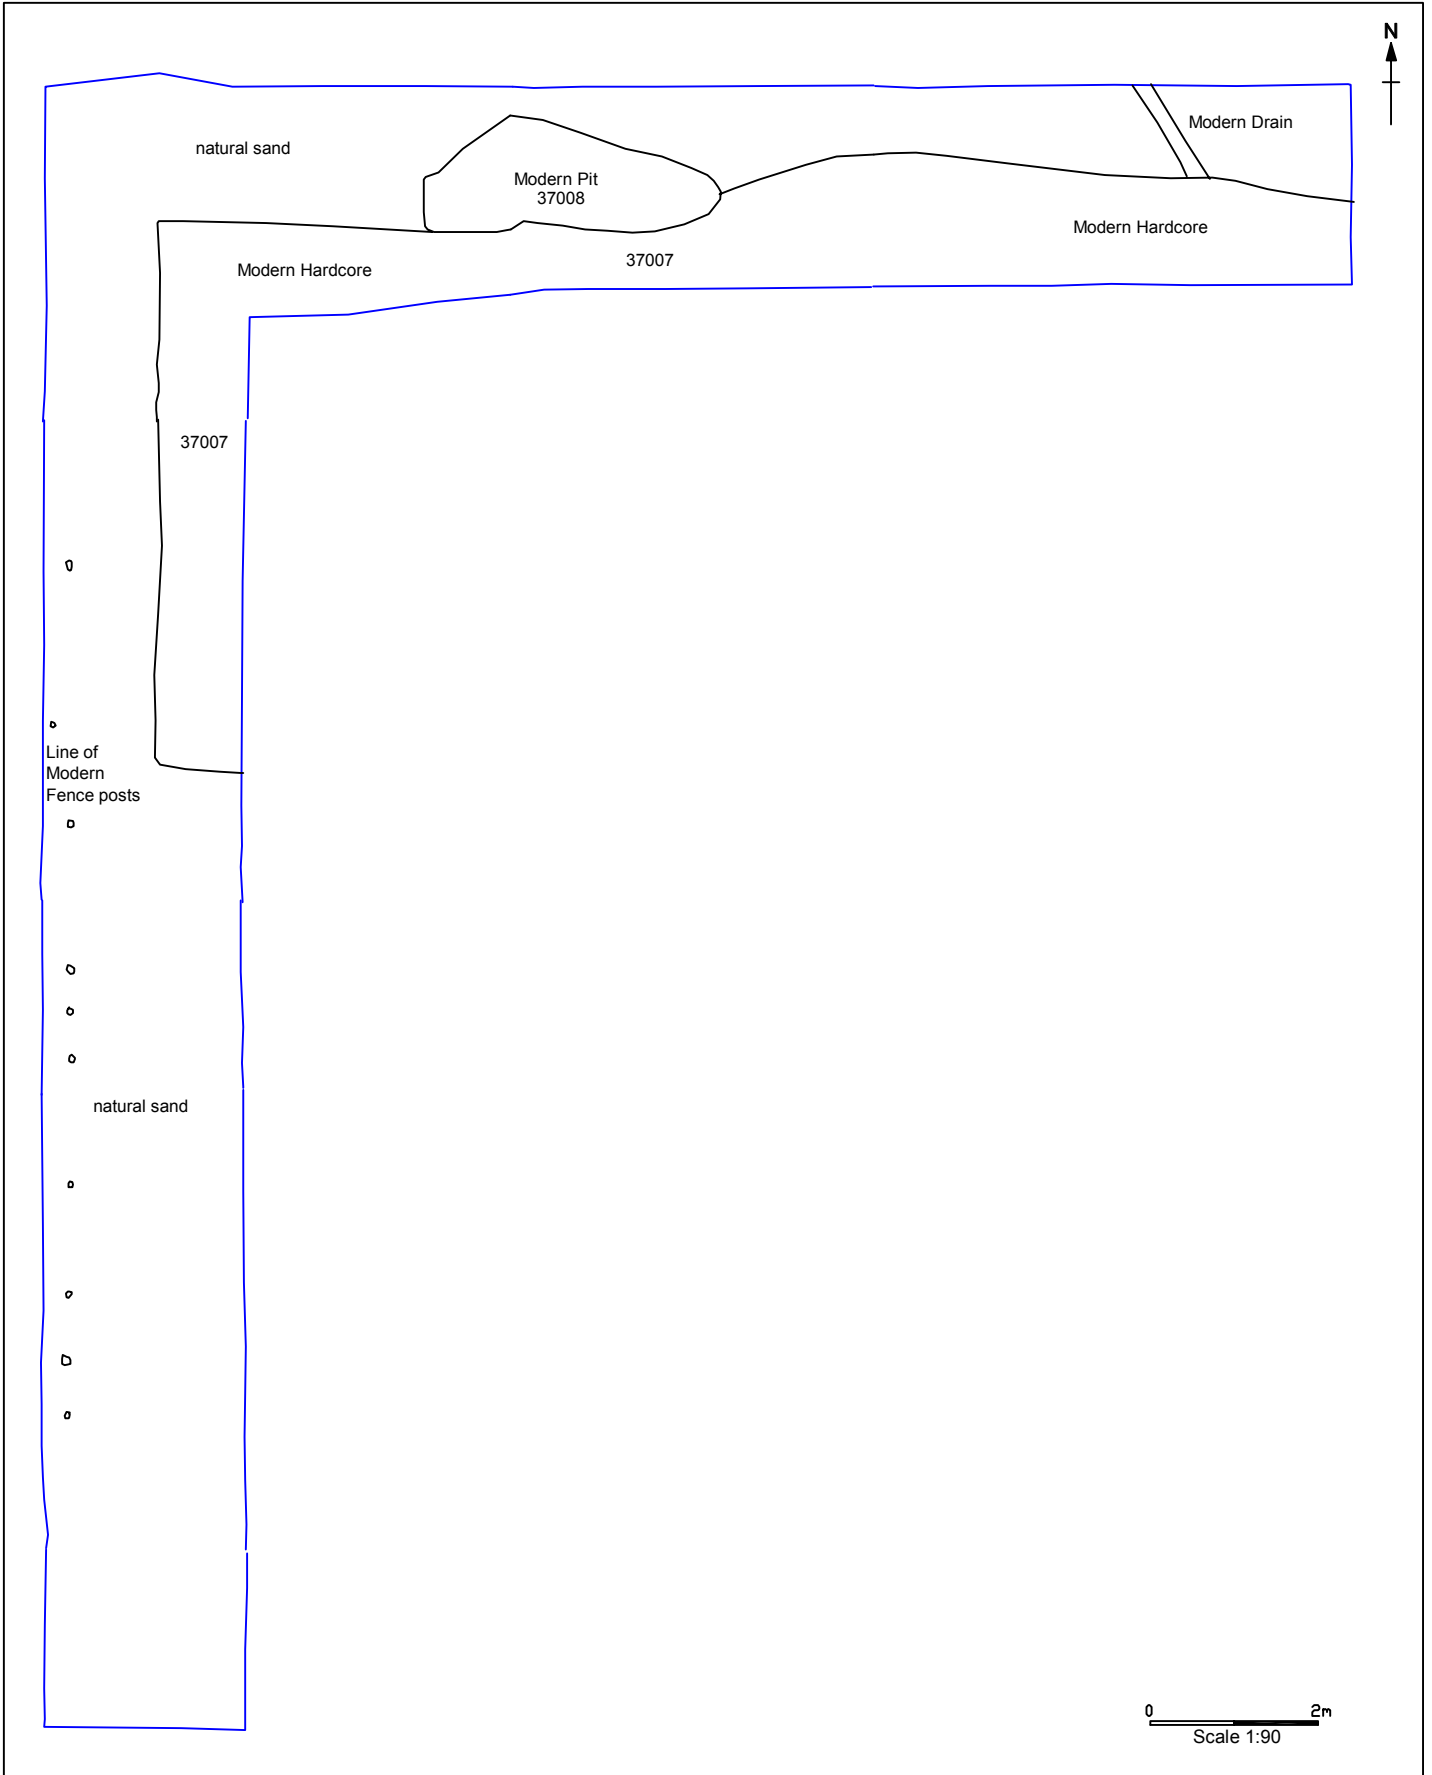 N
Modern Drain
natural sand
Modern Pit
37008
Modern Hardcore
37007
Modern Hardcore
37007
Line of
Modern
Fence posts
natural sand
0 2m
Scale 1:90